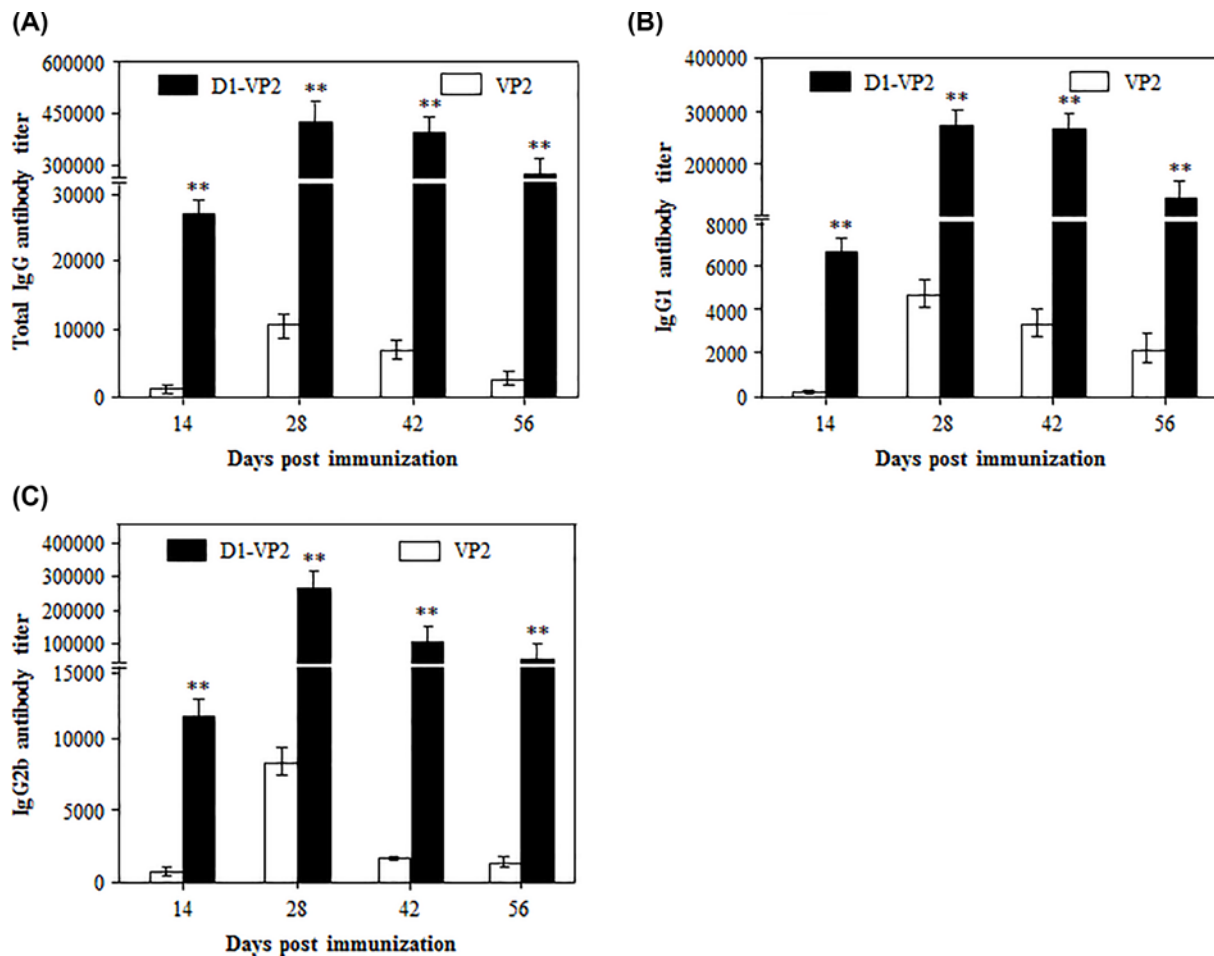 (A)
Total IgG antibody titer
600000
450000
300000
30000
20000
10000
0
D1-VP2 VP2
** ** ** **
14 28 42 56
Days post immunization
(B)
IgG1 antibody titer
400000
300000
200000
8000
6000
4000
2000
0
D1-VP2 VP2
** ** ** **
14 28 42 56
Days post immunization
(C)
IgG2b antibody titer
400000
300000
200000
100000
15000
10000
5000
0
D1-VP2 VP2
** ** ** **
14 28 42 56
Days post immunization